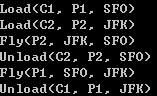 Load(C1, P1, SFO)
Load(C2, P2, JFK)
Fly(P2, JFK, SFO)
Unload(C2, P2, SFO)
Fly(P1, SFO, JFK)
Unload(C1, P1, JFK)